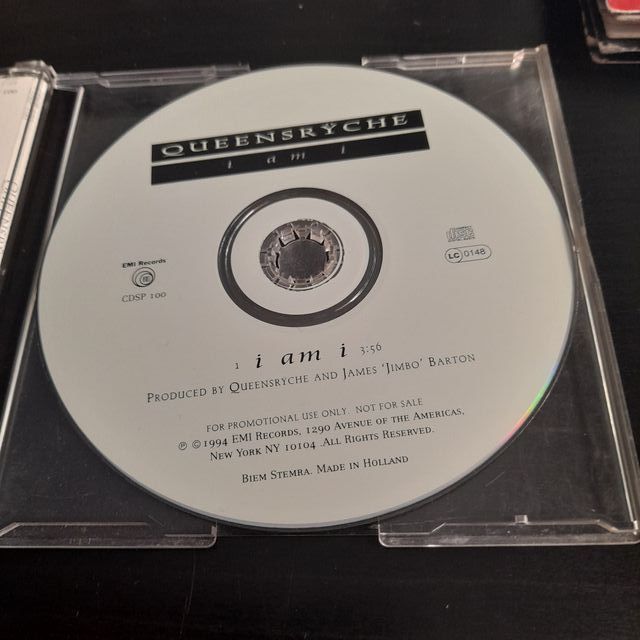 QUEENSRŸCHE
i am i
EMI Records
EMI
CDSP 100
LC 0148
1 i am i 3:56
PRODUCED BY QUEENSRYCHE AND JAMES 'JIMBO' BARTON
FOR PROMOTIONAL USE ONLY. NOT FOR SALE
℗ © 1994 EMI RECORDS, 1290 AVENUE OF THE AMERICAS,
NEW YORK NY 10104 .ALL RIGHTS RESERVED.
BIEM STEMRA. MADE IN HOLLAND